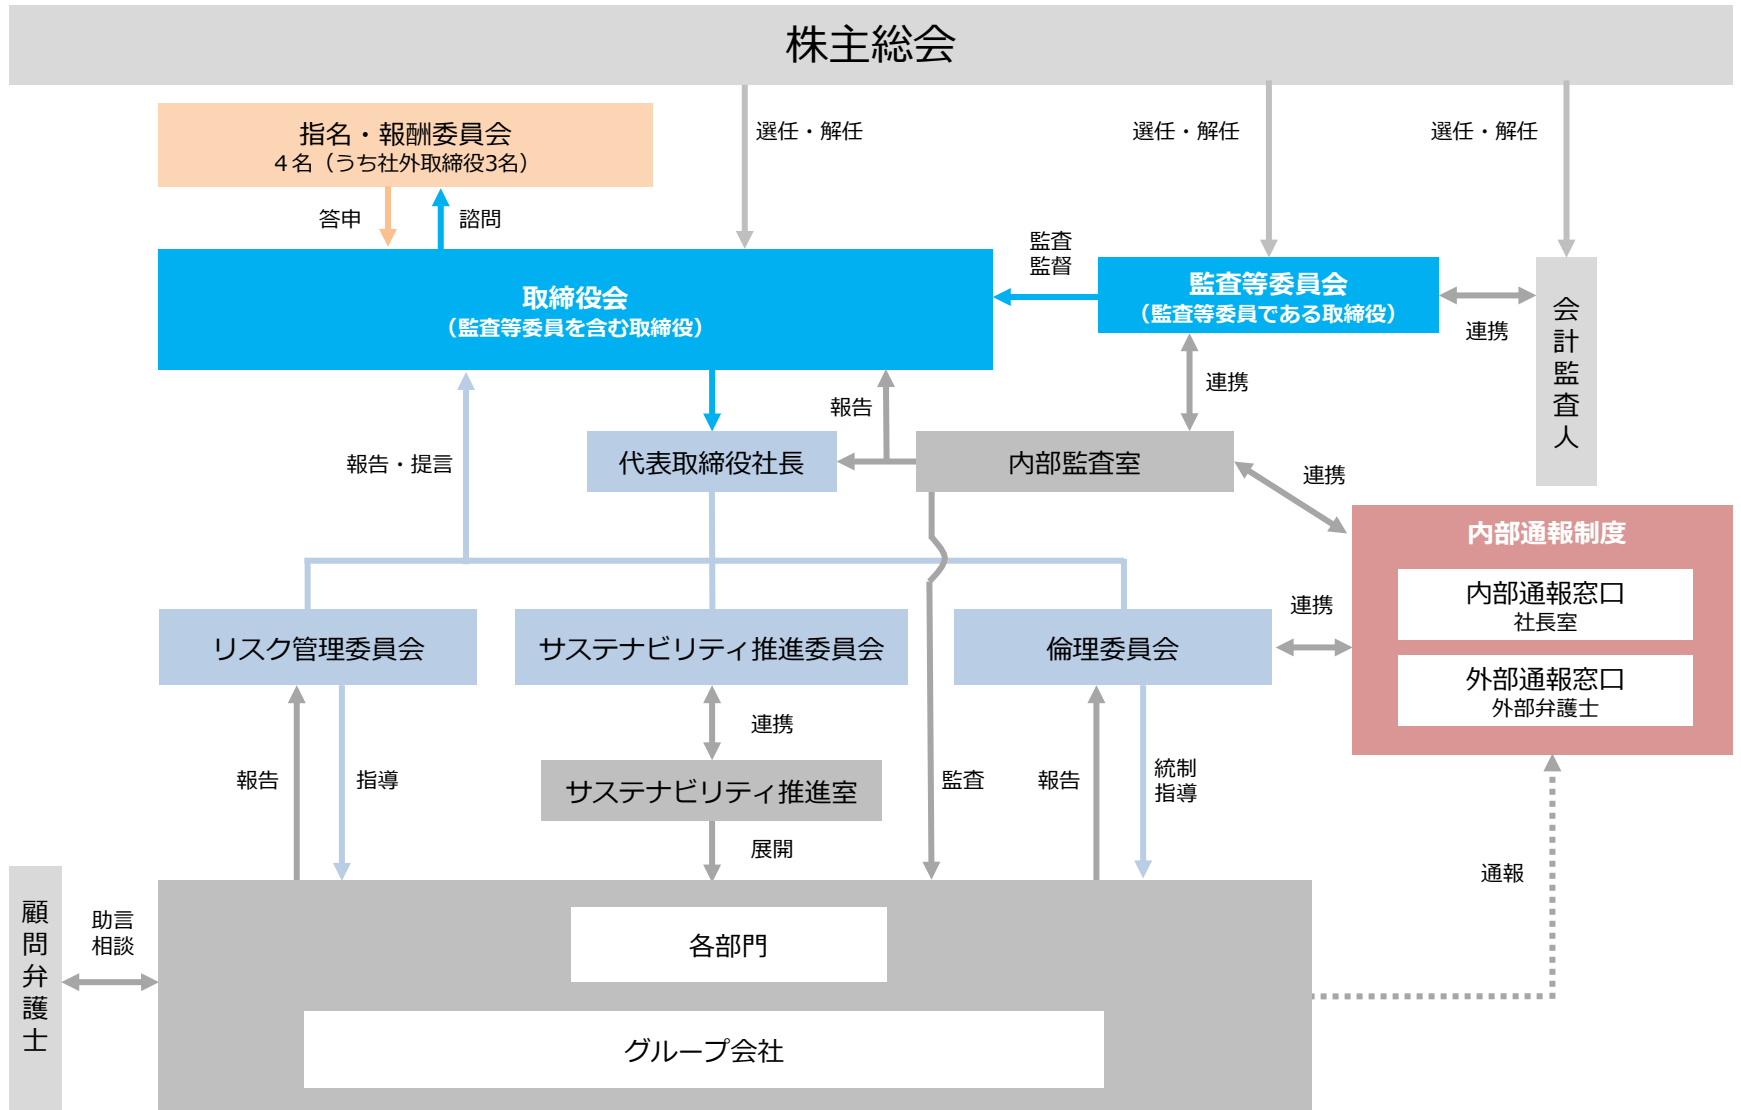 株主総会
指名・報酬委員会
４名（うち社外取締役3名）
選任・解任
選任・解任
選任・解任
答申
諮問
取締役会
（監査等委員を含む取締役）
監査
監督
監査等委員会
（監査等委員である取締役）
連携
会計監査人
連携
報告
報告・提言
代表取締役社長
内部監査室
連携
内部通報制度
内部通報窓口
社長室
外部通報窓口
外部弁護士
連携
リスク管理委員会
サステナビリティ推進委員会
倫理委員会
連携
報告
指導
サステナビリティ推進室
監査
報告
統制
指導
展開
通報
顧問弁護士
助言
相談
各部門
グループ会社